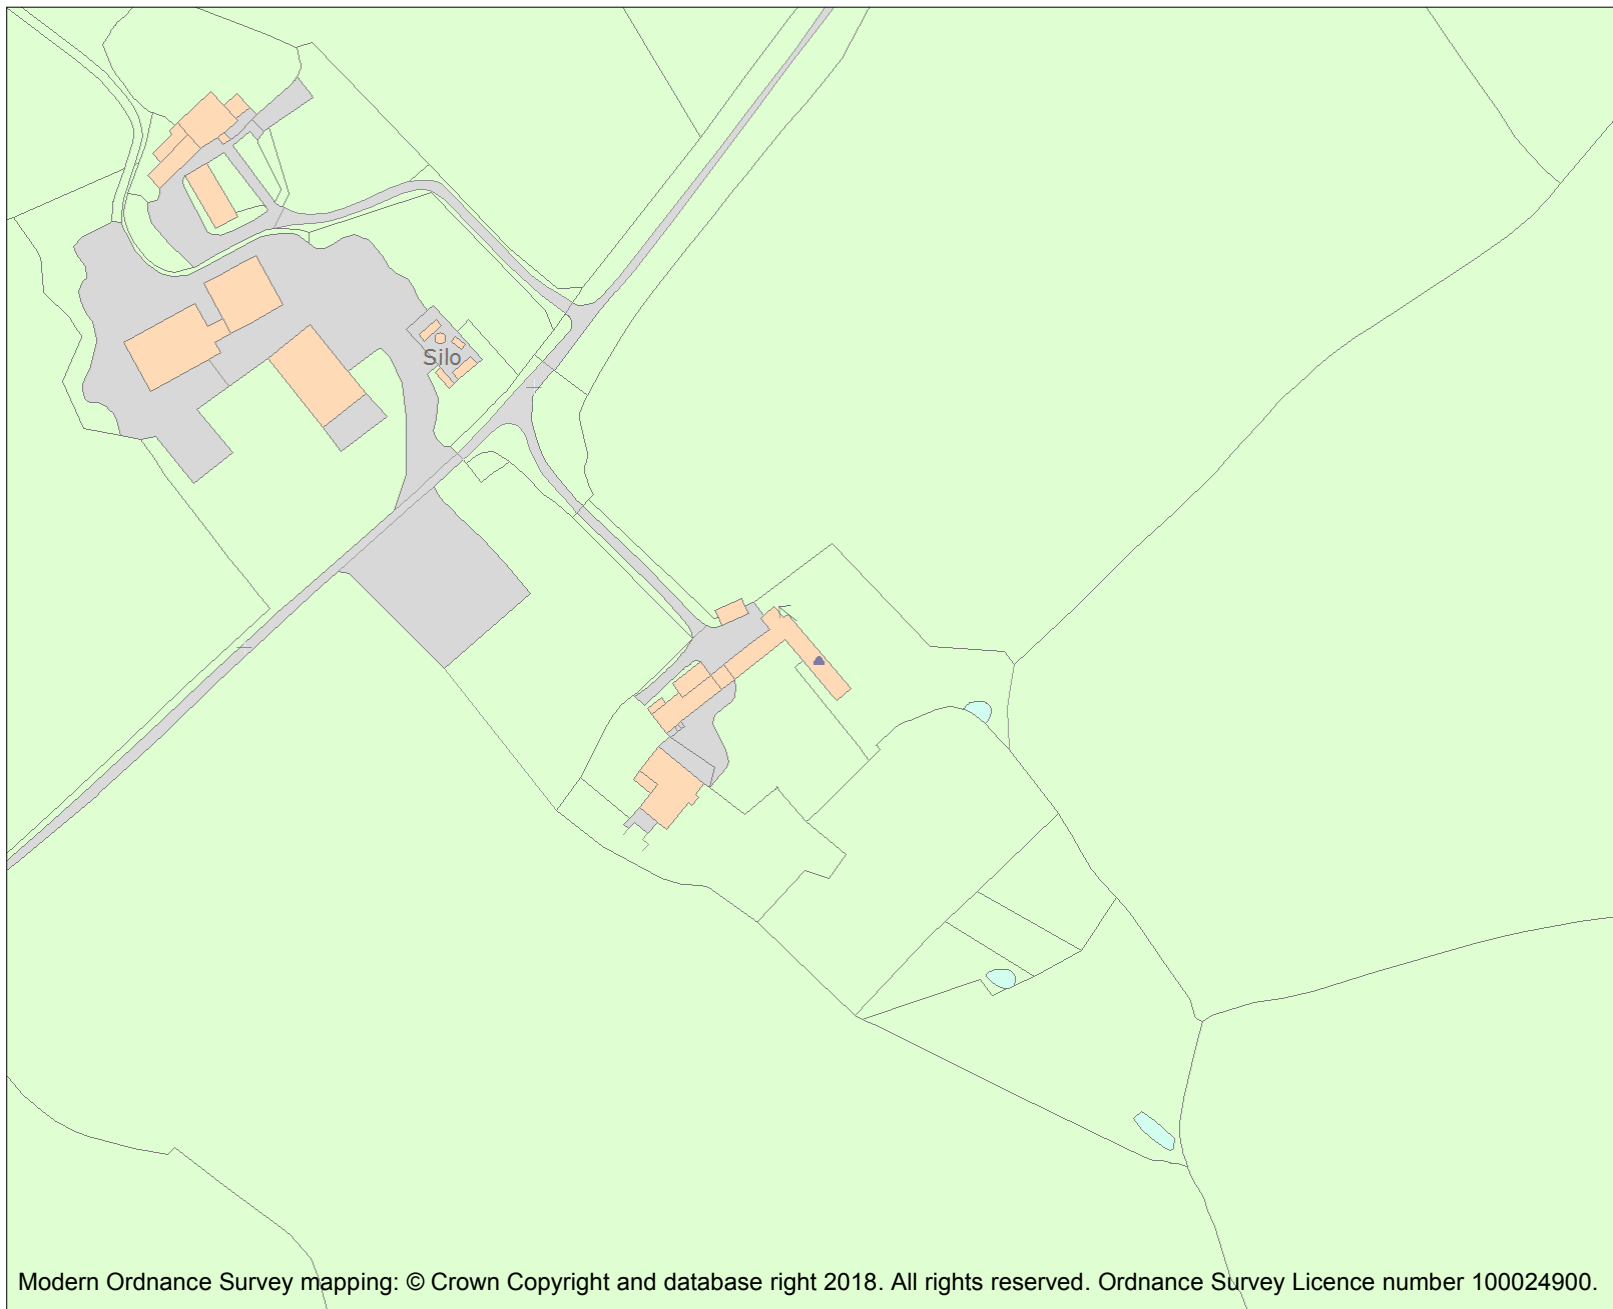 Silo
Modern Ordnance Survey mapping: © Crown Copyright and database right 2018. All rights reserved. Ordnance Survey Licence number 100024900.